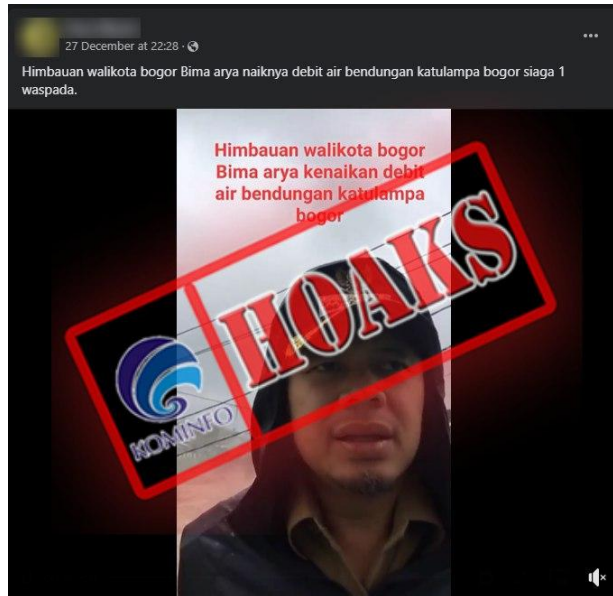 27 December at 22:28
Himbauan walikota bogor Bima arya naiknya debit air bendungan katulampa bogor siaga 1
waspada.
Himbauan walikota bogor
Bima arya kenaikan debit
air bendungan katulampa
bogor
HOAKS
KOMINFO